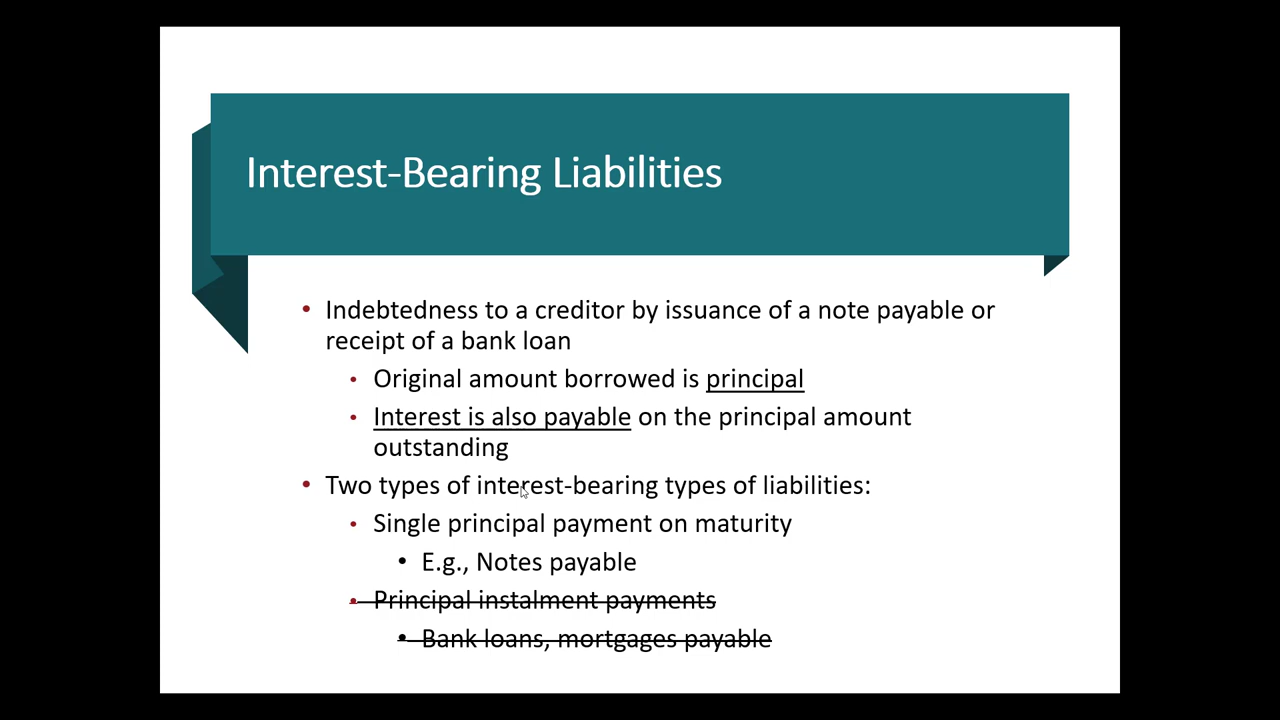 Interest-Bearing Liabilities
• Indebtedness to a creditor by issuance of a note payable or
receipt of a bank loan
• Original amount borrowed is principal
• Interest is also payable on the principal amount
outstanding
• Two types of interest-bearing types of liabilities:
• Single principal payment on maturity
• E.g., Notes payable
• Principal instalment payments
• Bank loans, mortgages payable